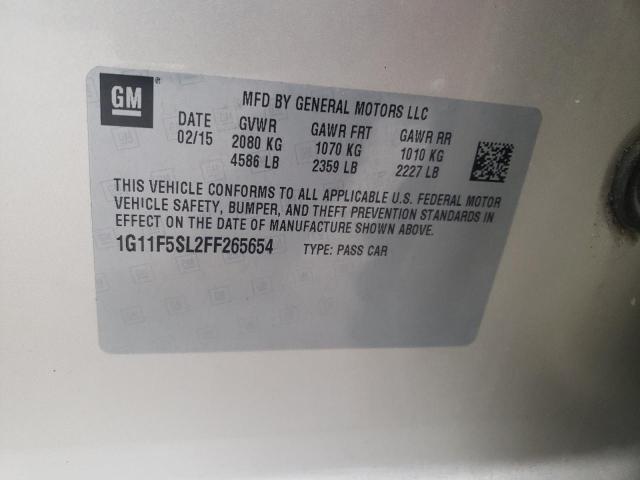 GM ®
MFD BY GENERAL MOTORS LLC
DATE GVWR GAWR FRT GAWR RR
02/15 2080 KG 1070 KG 1010 KG
4586 LB 2359 LB 2227 LB
THIS VEHICLE CONFORMS TO ALL APPLICABLE U.S. FEDERAL MOTOR
VEHICLE SAFETY, BUMPER, AND THEFT PREVENTION STANDARDS IN
EFFECT ON THE DATE OF MANUFACTURE SHOWN ABOVE.
1G11F5SL2FF265654 TYPE: PASS CAR